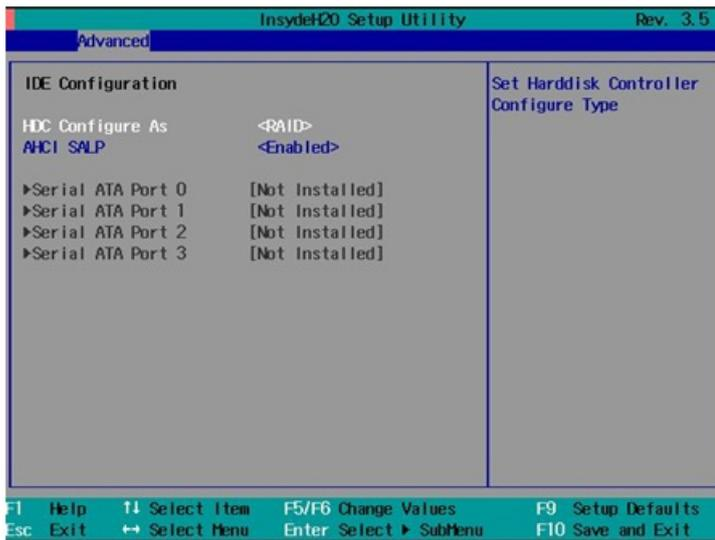 InsydeH20 Setup Utility Rev. 3.5
Advanced
IDE Configuration
HDC Configure As <RAID>
AHCI SALP <Enabled>
▶Serial ATA Port 0 [Not Installed]
▶Serial ATA Port 1 [Not Installed]
▶Serial ATA Port 2 [Not Installed]
▶Serial ATA Port 3 [Not Installed]
Set Harddisk Controller
Configure Type
F1 Help ↑↓ Select Item F5/F6 Change Values F9 Setup Defaults
Esc Exit ↔ Select Menu Enter Select ▶ SubMenu F10 Save and Exit